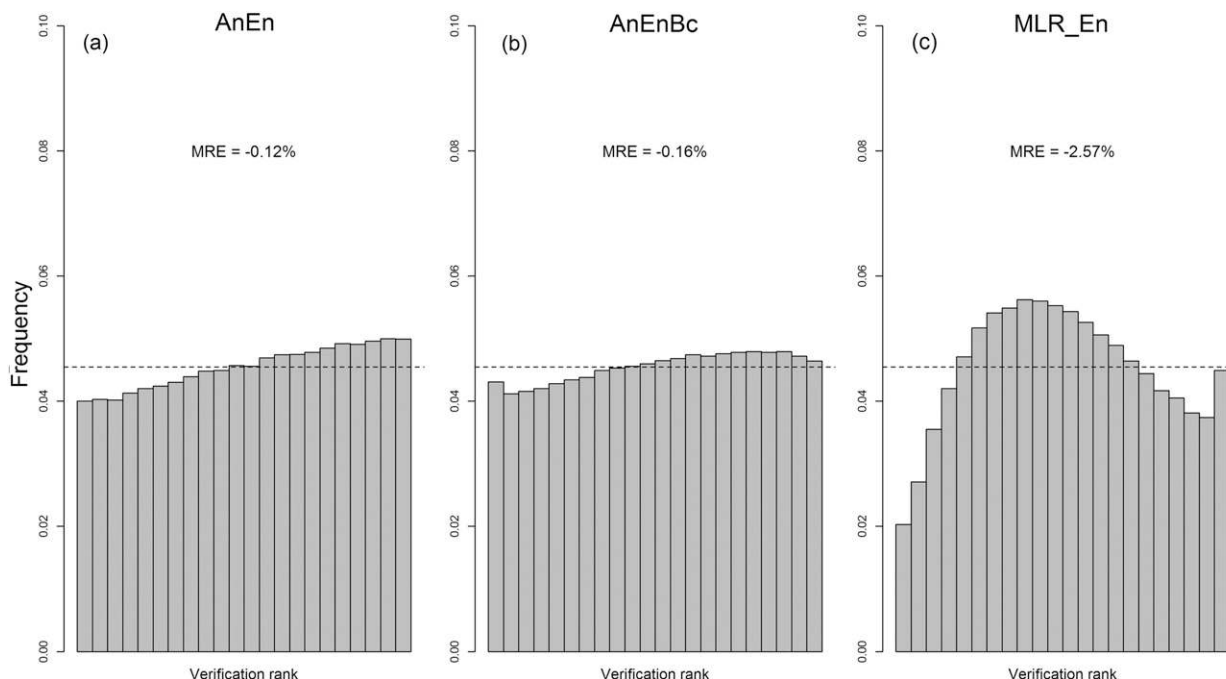 AnEn
(a)
MRE = -0.12%
Frequency
0.10
0.08
0.06
0.04
0.02
0.00
Verification rank
AnEnBc
(b)
MRE = -0.16%
0.10
0.08
0.06
0.04
0.02
0.00
Verification rank
MLR_En
(c)
MRE = -2.57%
0.10
0.08
0.06
0.04
0.02
0.00
Verification rank